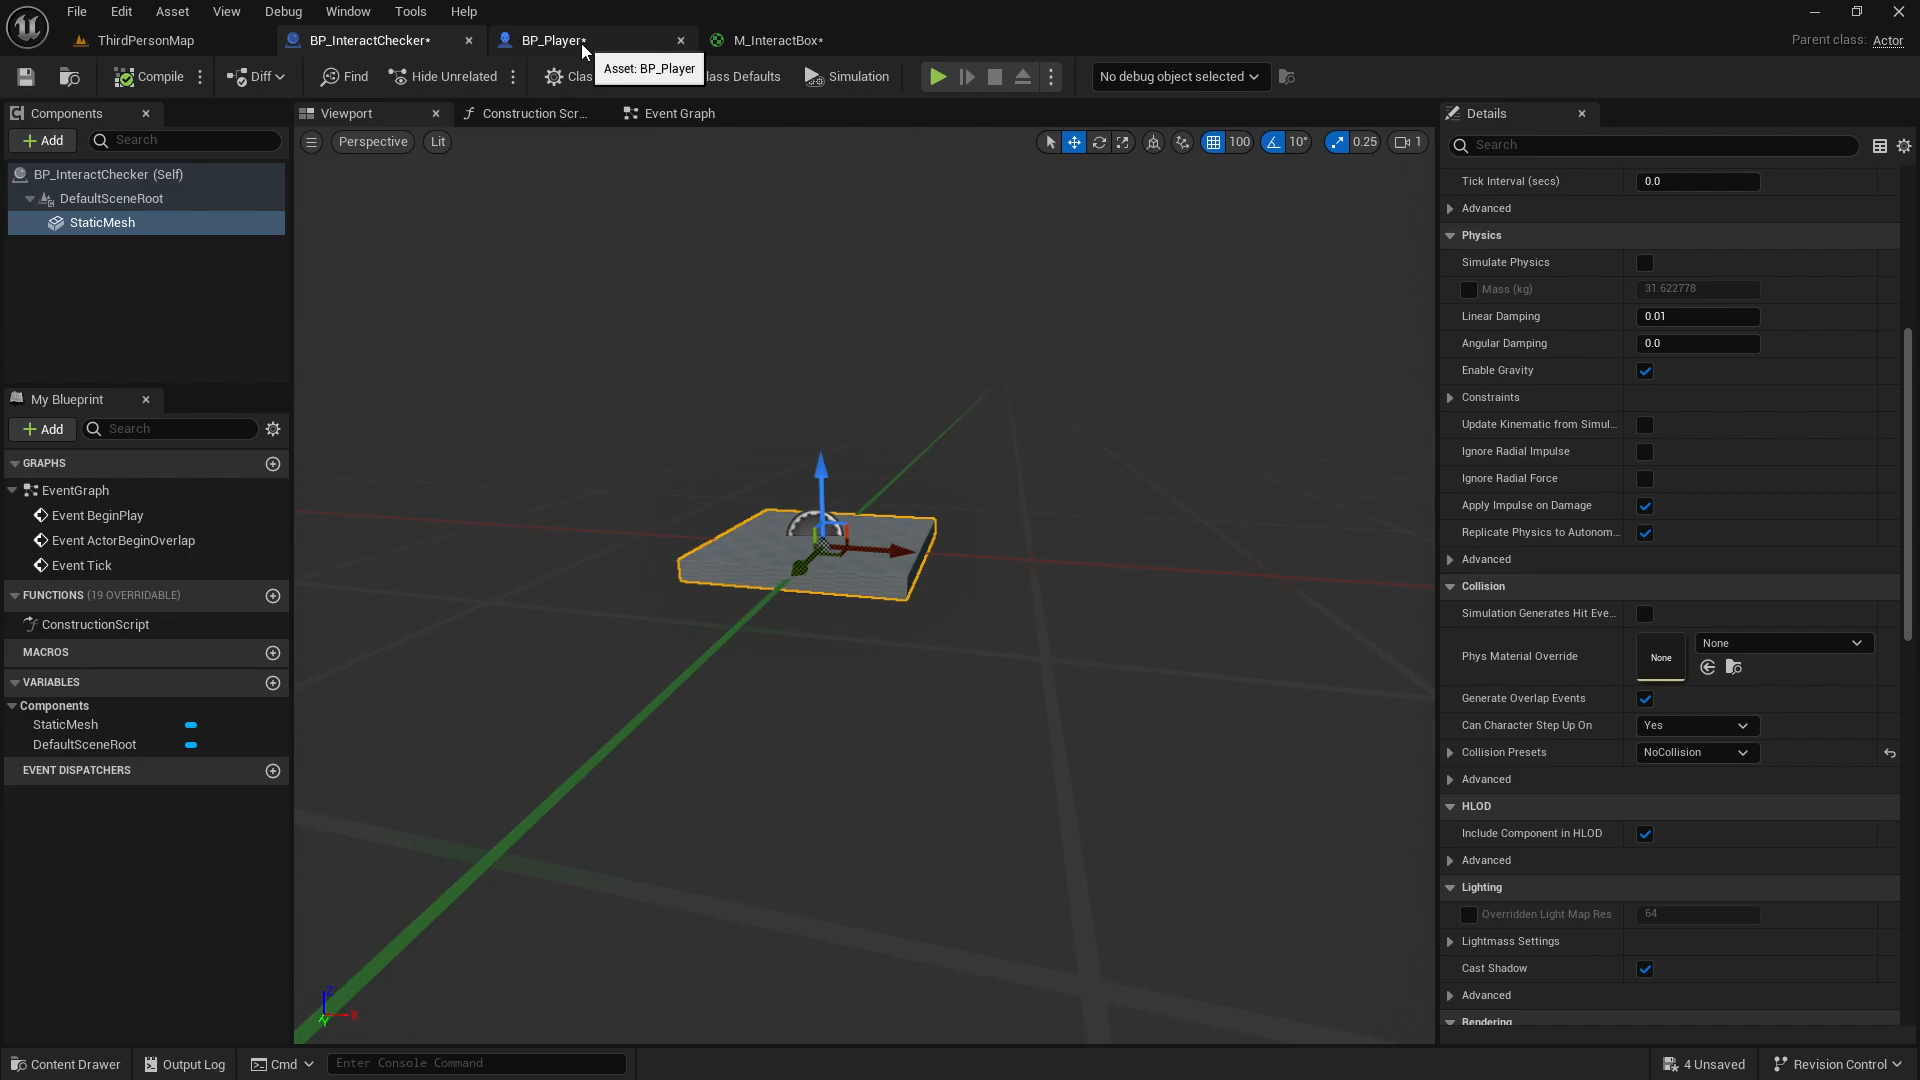 File Edit Asset View Debug Window Tools Help
ThirdPersonMap
BP_InteractChecker*
BP_Player*
M_InteractBox*
Parent class: Actor
Asset: BP_Player
Compile
Diff
Find
Hide Unrelated
Clas
lass Defaults
Simulation
No debug object selected
Components
Viewport
Construction Scr...
Event Graph
Details
Add
Search
Perspective
Lit
100
10°
0.25
1
Search
BP_InteractChecker (Self)
DefaultSceneRoot
StaticMesh
My Blueprint
Add
Search
GRAPHS
EventGraph
Event BeginPlay
Event ActorBeginOverlap
Event Tick
FUNCTIONS (19 OVERRIDABLE)
ConstructionScript
MACROS
VARIABLES
Components
StaticMesh
DefaultSceneRoot
EVENT DISPATCHERS
Z
X
Y
Tick Interval (secs) 0.0
Advanced
Physics
Simulate Physics
Mass (kg) 31.622778
Linear Damping 0.01
Angular Damping 0.0
Enable Gravity
Constraints
Update Kinematic from Simul...
Ignore Radial Impulse
Ignore Radial Force
Apply Impulse on Damage
Replicate Physics to Autonom...
Advanced
Collision
Simulation Generates Hit Eve...
Phys Material Override None None
Generate Overlap Events
Can Character Step Up On Yes
Collision Presets NoCollision
Advanced
HLOD
Include Component in HLOD
Advanced
Lighting
Overridden Light Map Res 64
Lightmass Settings
Cast Shadow
Advanced
Rendering
Content Drawer
Output Log
Cmd
Enter Console Command
4 Unsaved
Revision Control